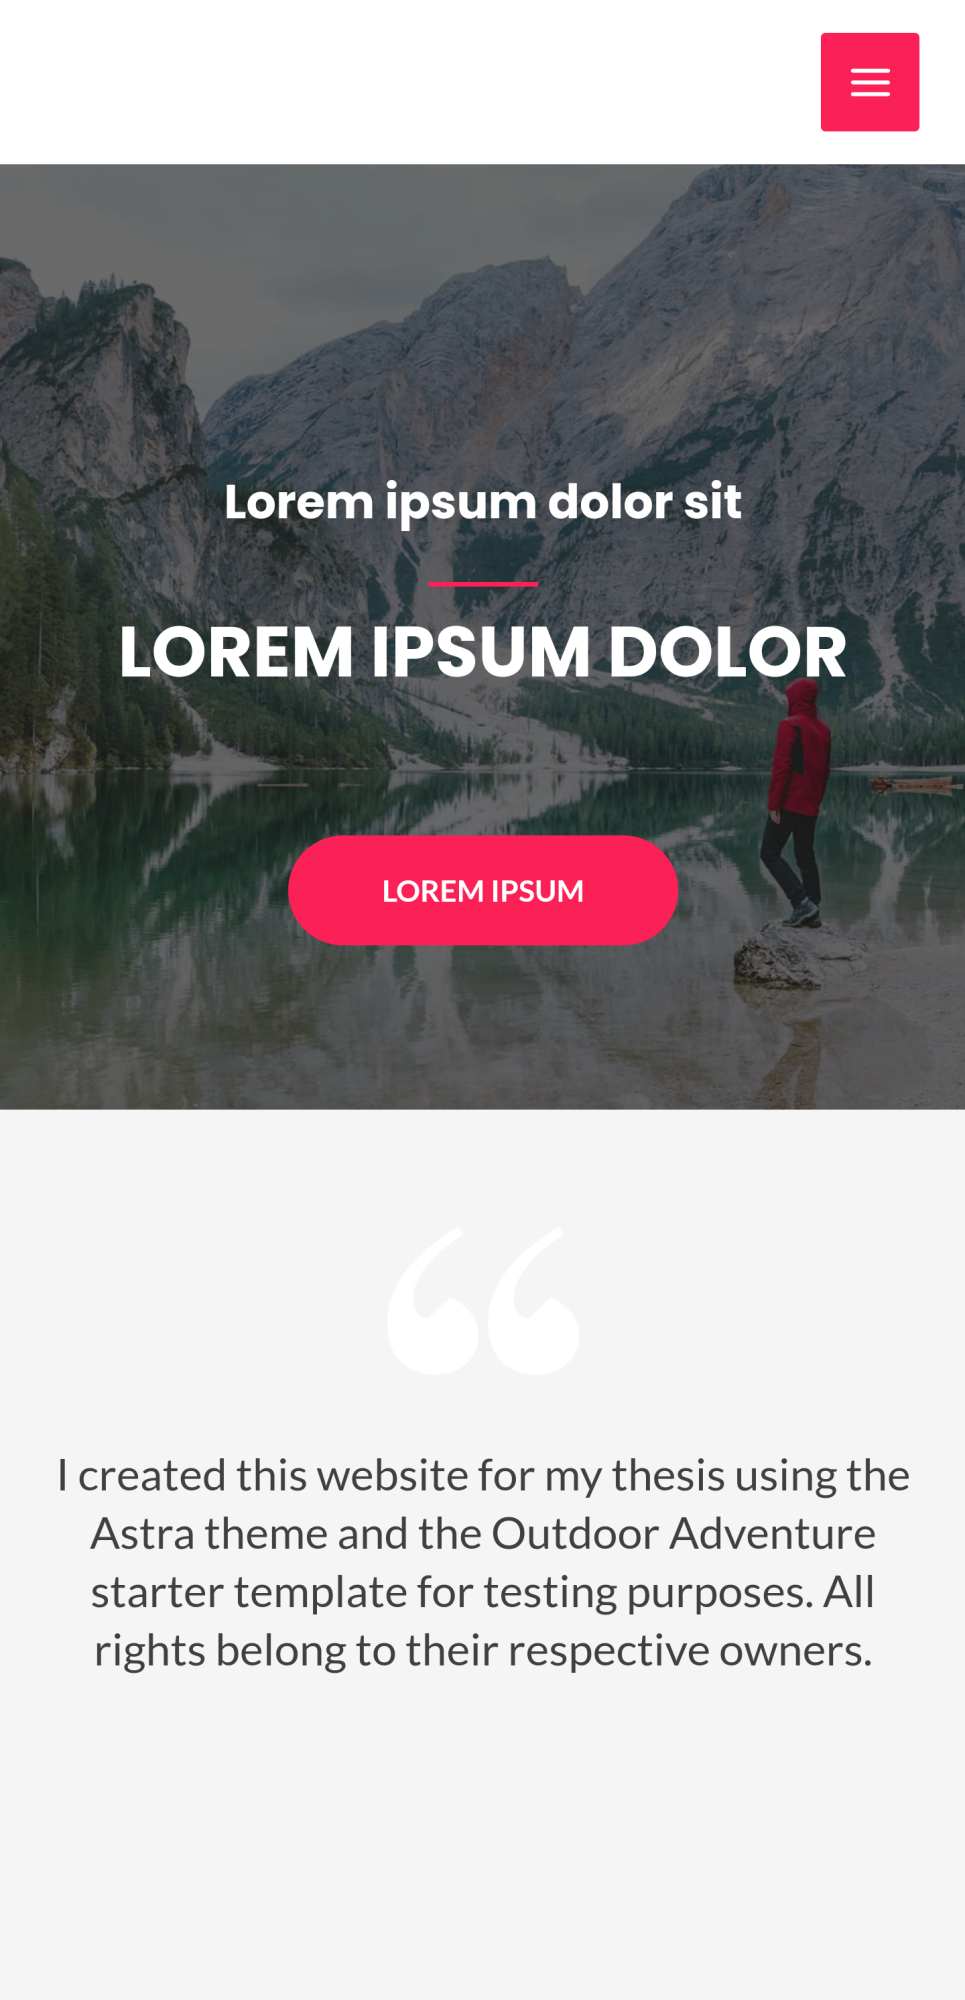 Lorem ipsum dolor sit
LOREM IPSUM DOLOR
LOREM IPSUM
“
I created this website for my thesis using the
Astra theme and the Outdoor Adventure
starter template for testing purposes. All
rights belong to their respective owners.